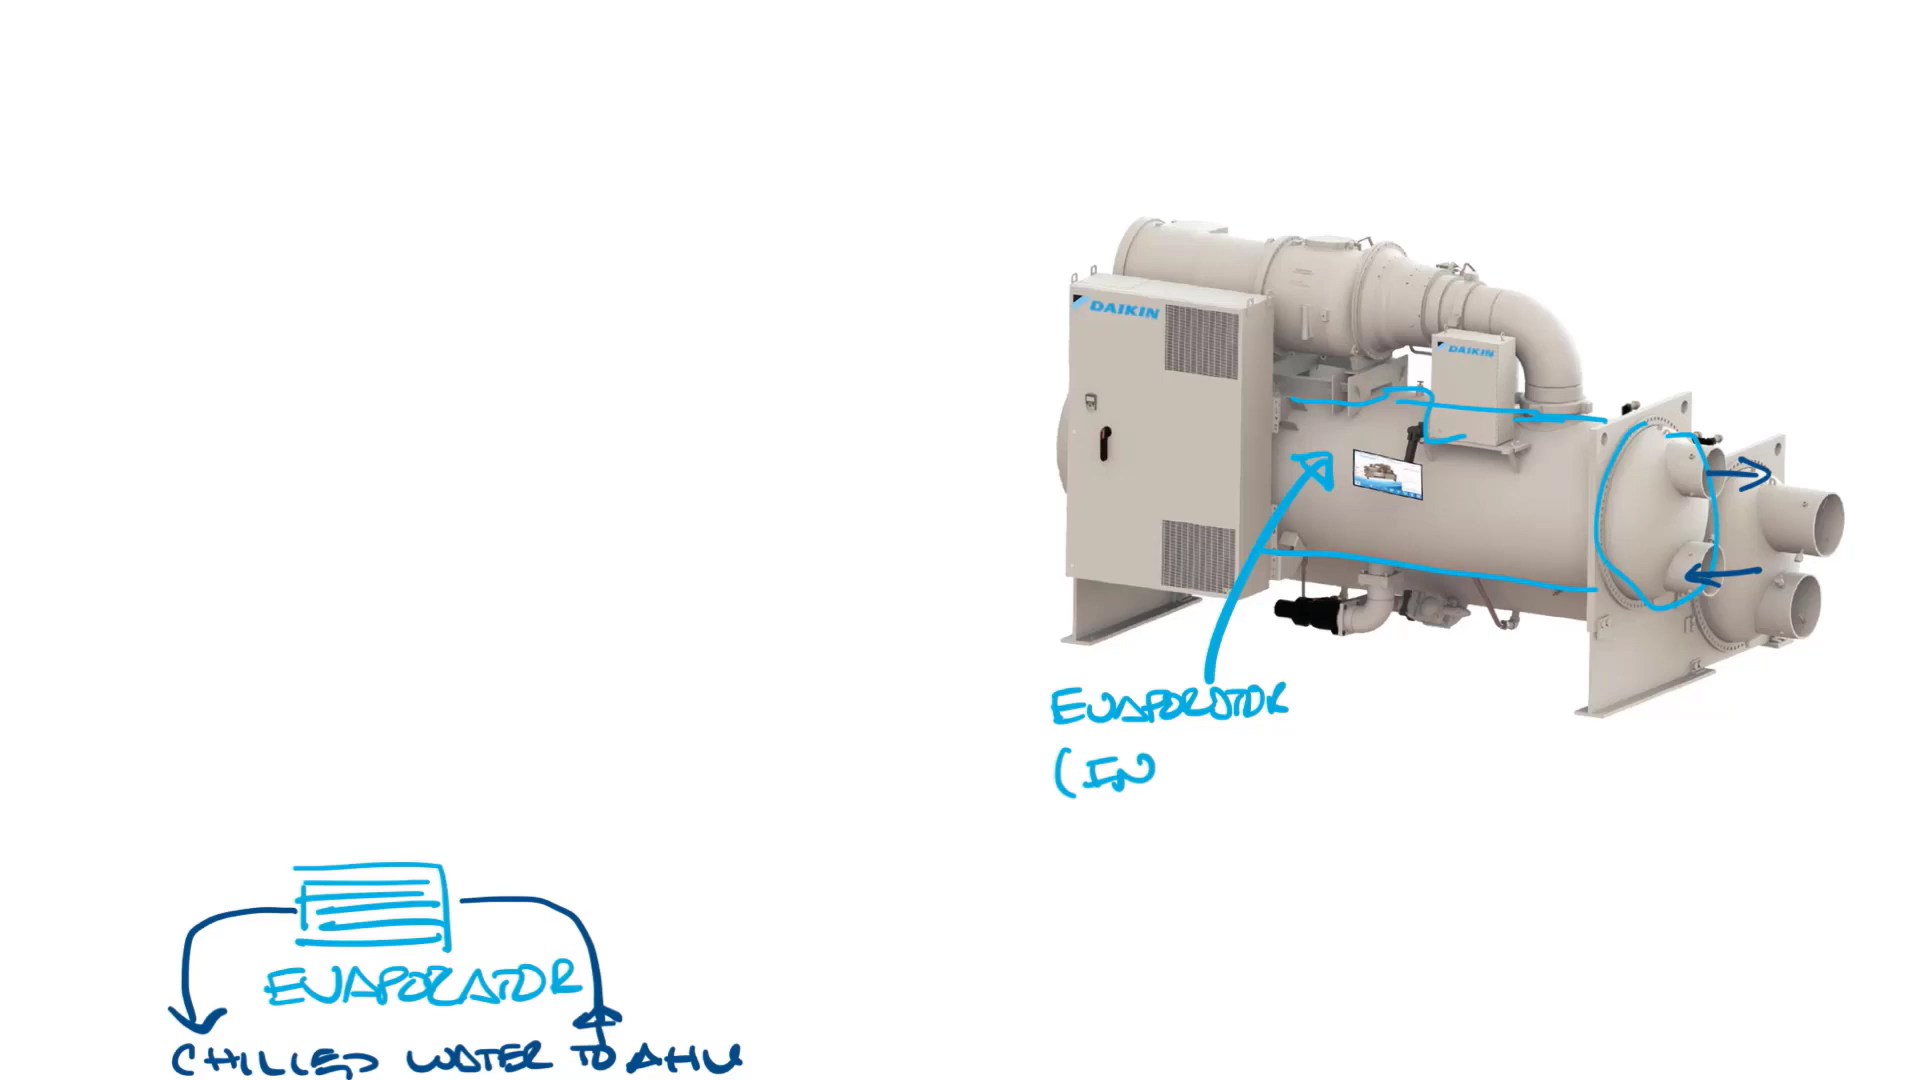 DAIKIN
DAIKIN
EVAPORATOR
(IN
EVAPORATOR
CHILLED WATER TO AHU